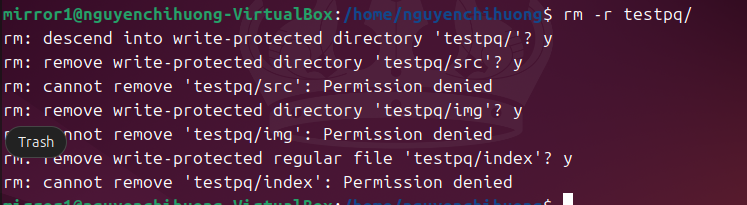 mirror1@nguyenchihuong-VirtualBox:/home/nguyenchihuong$ rm -r testpq/
rm: descend into write-protected directory 'testpq/'? y
rm: remove write-protected directory 'testpq/src'? y
rm: cannot remove 'testpq/src': Permission denied
rm: remove write-protected directory 'testpq/img'? y
r not remove 'testpq/img': Permission denied
Trash
rm: remove write-protected regular file 'testpq/index'? y
rm: cannot remove 'testpq/index': Permission denied
mirror1@nguyenchihuong-VirtualBox:/home/nguyenchihuong$